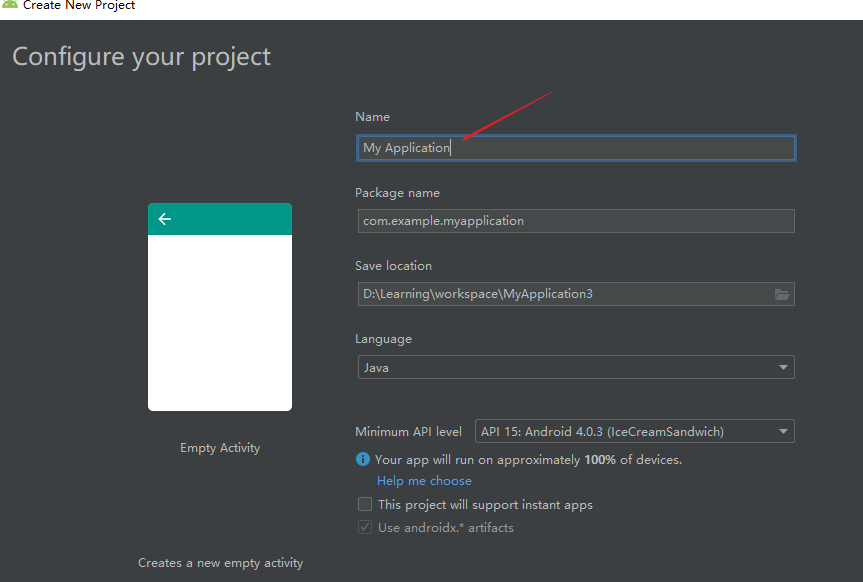 Create New Project
Configure your project
Name
My Application
Package name
com.example.myapplication
Save location
D:\Learning\workspace\MyApplication3
Language
Java
Minimum API level API 15: Android 4.0.3 (IceCreamSandwich)
Your app will run on approximately 100% of devices.
Help me choose
This project will support instant apps
Use androidx.* artifacts
Empty Activity
Creates a new empty activity